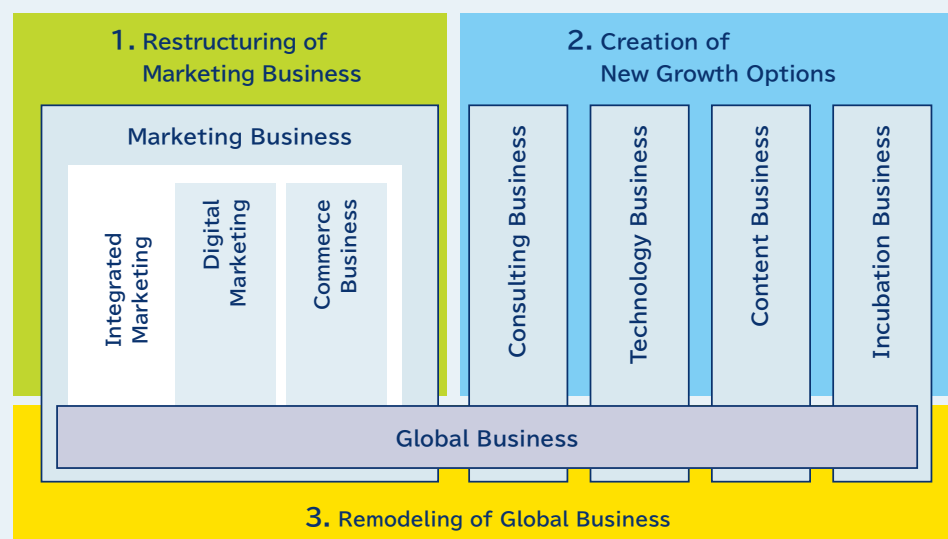 1. Restructuring of
Marketing Business
2. Creation of
New Growth Options
Marketing Business
Integrated
Marketing
Digital
Marketing
Commerce
Business
Consulting Business
Technology Business
Content Business
Incubation Business
Global Business
3. Remodeling of Global Business